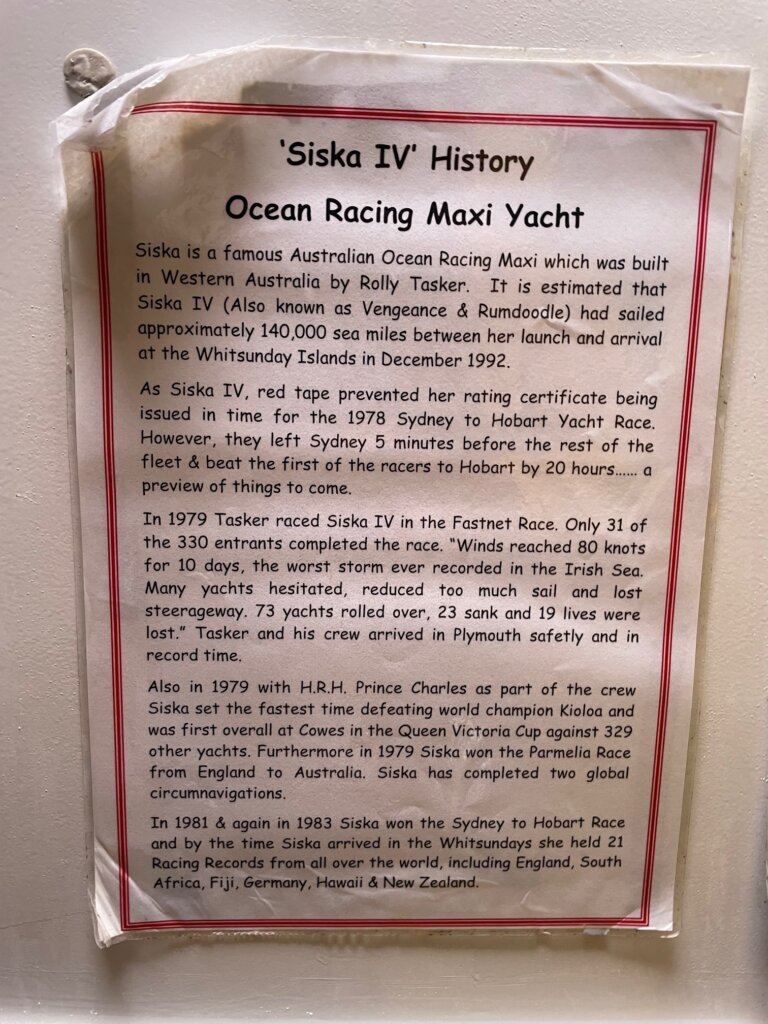 'Siska IV' History
Ocean Racing Maxi Yacht
Siska is a famous Australian Ocean Racing Maxi which was built
in Western Australia by Rolly Tasker. It is estimated that
Siska IV (Also known as Vengeance & Rumdoodle) had sailed
approximately 140,000 sea miles between her launch and arrival
at the Whitsunday Islands in December 1992.
As Siska IV, red tape prevented her rating certificate being
issued in time for the 1978 Sydney to Hobart Yacht Race.
However, they left Sydney 5 minutes before the rest of the
fleet & beat the first of the racers to Hobart by 20 hours...... a
preview of things to come.
In 1979 Tasker raced Siska IV in the Fastnet Race. Only 31 of
the 330 entrants completed the race. "Winds reached 80 knots
for 10 days, the worst storm ever recorded in the Irish Sea.
Many yachts hesitated, reduced too much sail and lost
steerageway. 73 yachts rolled over, 23 sank and 19 lives were
lost." Tasker and his crew arrived in Plymouth safetly and in
record time.
Also in 1979 with H.R.H. Prince Charles as part of the crew
Siska set the fastest time defeating world champion Kioloa and
was first overall at Cowes in the Queen Victoria Cup against 329
other yachts. Furthermore in 1979 Siska won the Parmelia Race
from England to Australia. Siska has completed two global
circumnavigations.
In 1981 & again in 1983 Siska won the Sydney to Hobart Race
and by the time Siska arrived in the Whitsundays she held 21
Racing Records from all over the world, including England, South
Africa, Fiji, Germany, Hawaii & New Zealand.